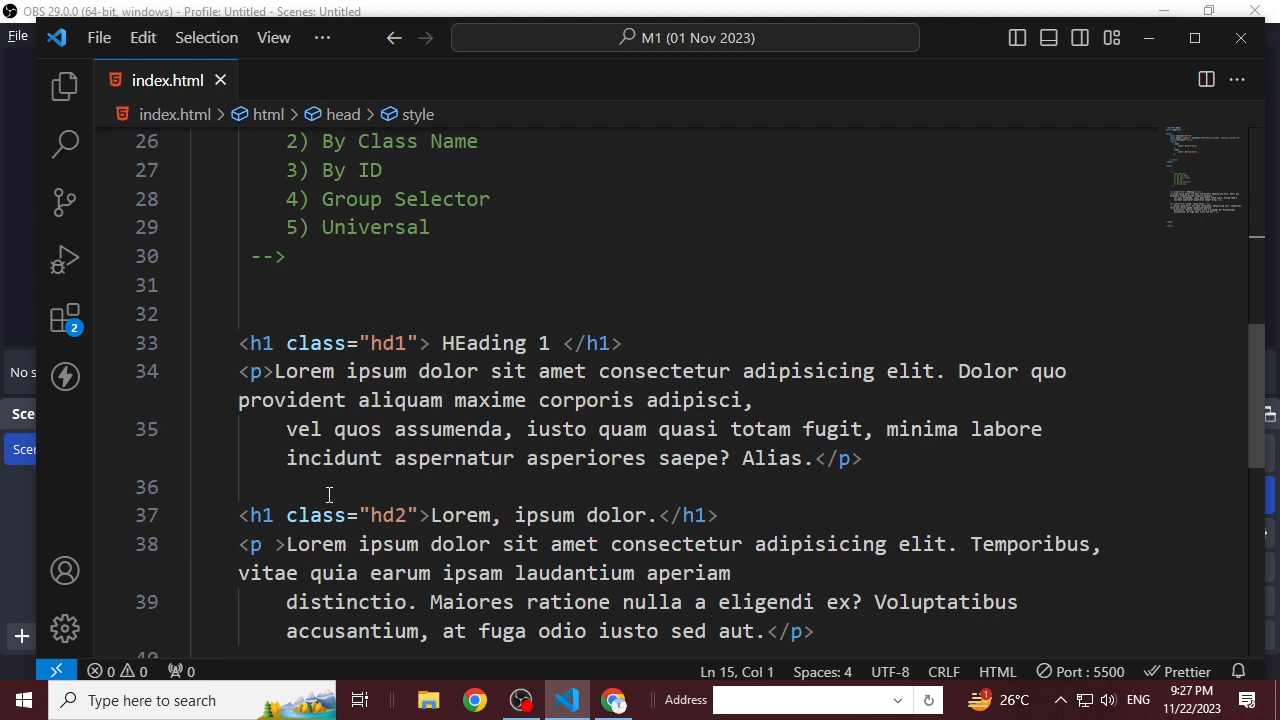 OBS 29.0.0 (64-bit, windows) - Profile: Untitled - Scenes: Untitled
File
File Edit Selection View ··· M1 (01 Nov 2023)
index.html
index.html > html > head > style
26 2) By Class Name
27 3) By ID
28 4) Group Selector
29 5) Universal
30 -->
31
32
33 <h1 class="hd1"> HEading 1 </h1>
34 <p>Lorem ipsum dolor sit amet consectetur adipisicing elit. Dolor quo
provident aliquam maxime corporis adipisci,
35 vel quos assumenda, iusto quam quasi totam fugit, minima labore
incidunt aspernatur asperiores saepe? Alias.</p>
36
37 <h1 class="hd2">Lorem, ipsum dolor.</h1>
38 <p >Lorem ipsum dolor sit amet consectetur adipisicing elit. Temporibus,
vitae quia earum ipsam laudantium aperiam
39 distinctio. Maiores ratione nulla a eligendi ex? Voluptatibus
accusantium, at fuga odio iusto sed aut.</p>
2
No s
Sce
Scer
0 0 0 Ln 15, Col 1 Spaces: 4 UTF-8 CRLF HTML Port : 5500 Prettier
Type here to search Address 1 26°C ENG 9:27 PM
11/22/2023